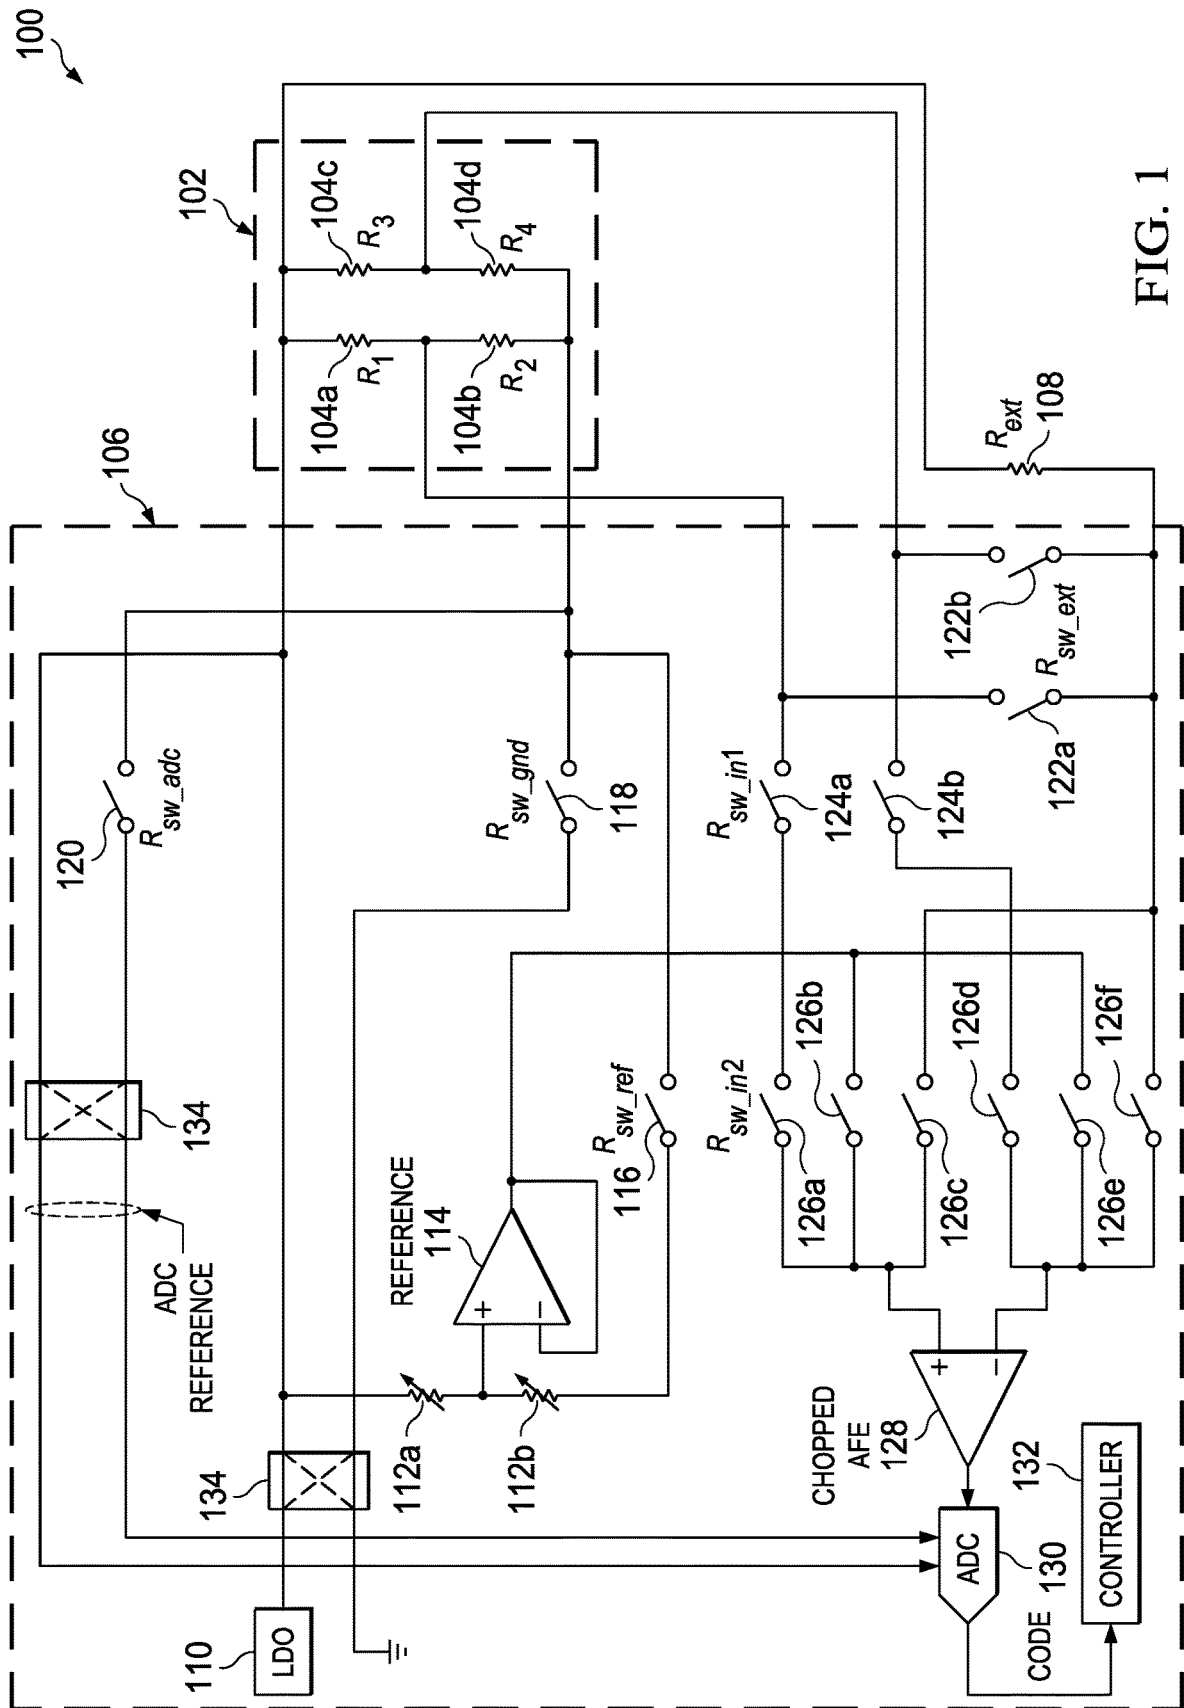 100
102
104c
R3
104d
R4
104a
R1
104b
R2
106
Rext
108
122b
Rsw_ext
122a
120
Rsw_adc
Rsw_gnd
118
Rsw_in1
124a
124b
134
ADC
REFERENCE
REFERENCE
114
+
−
Rsw_ref
116
Rsw_in2
126a
126b
126c
126d
126e
126f
134
112a
112b
CHOPPED
AFE
128
+
−
110
LDO
ADC
130
CODE
132
CONTROLLER
FIG. 1